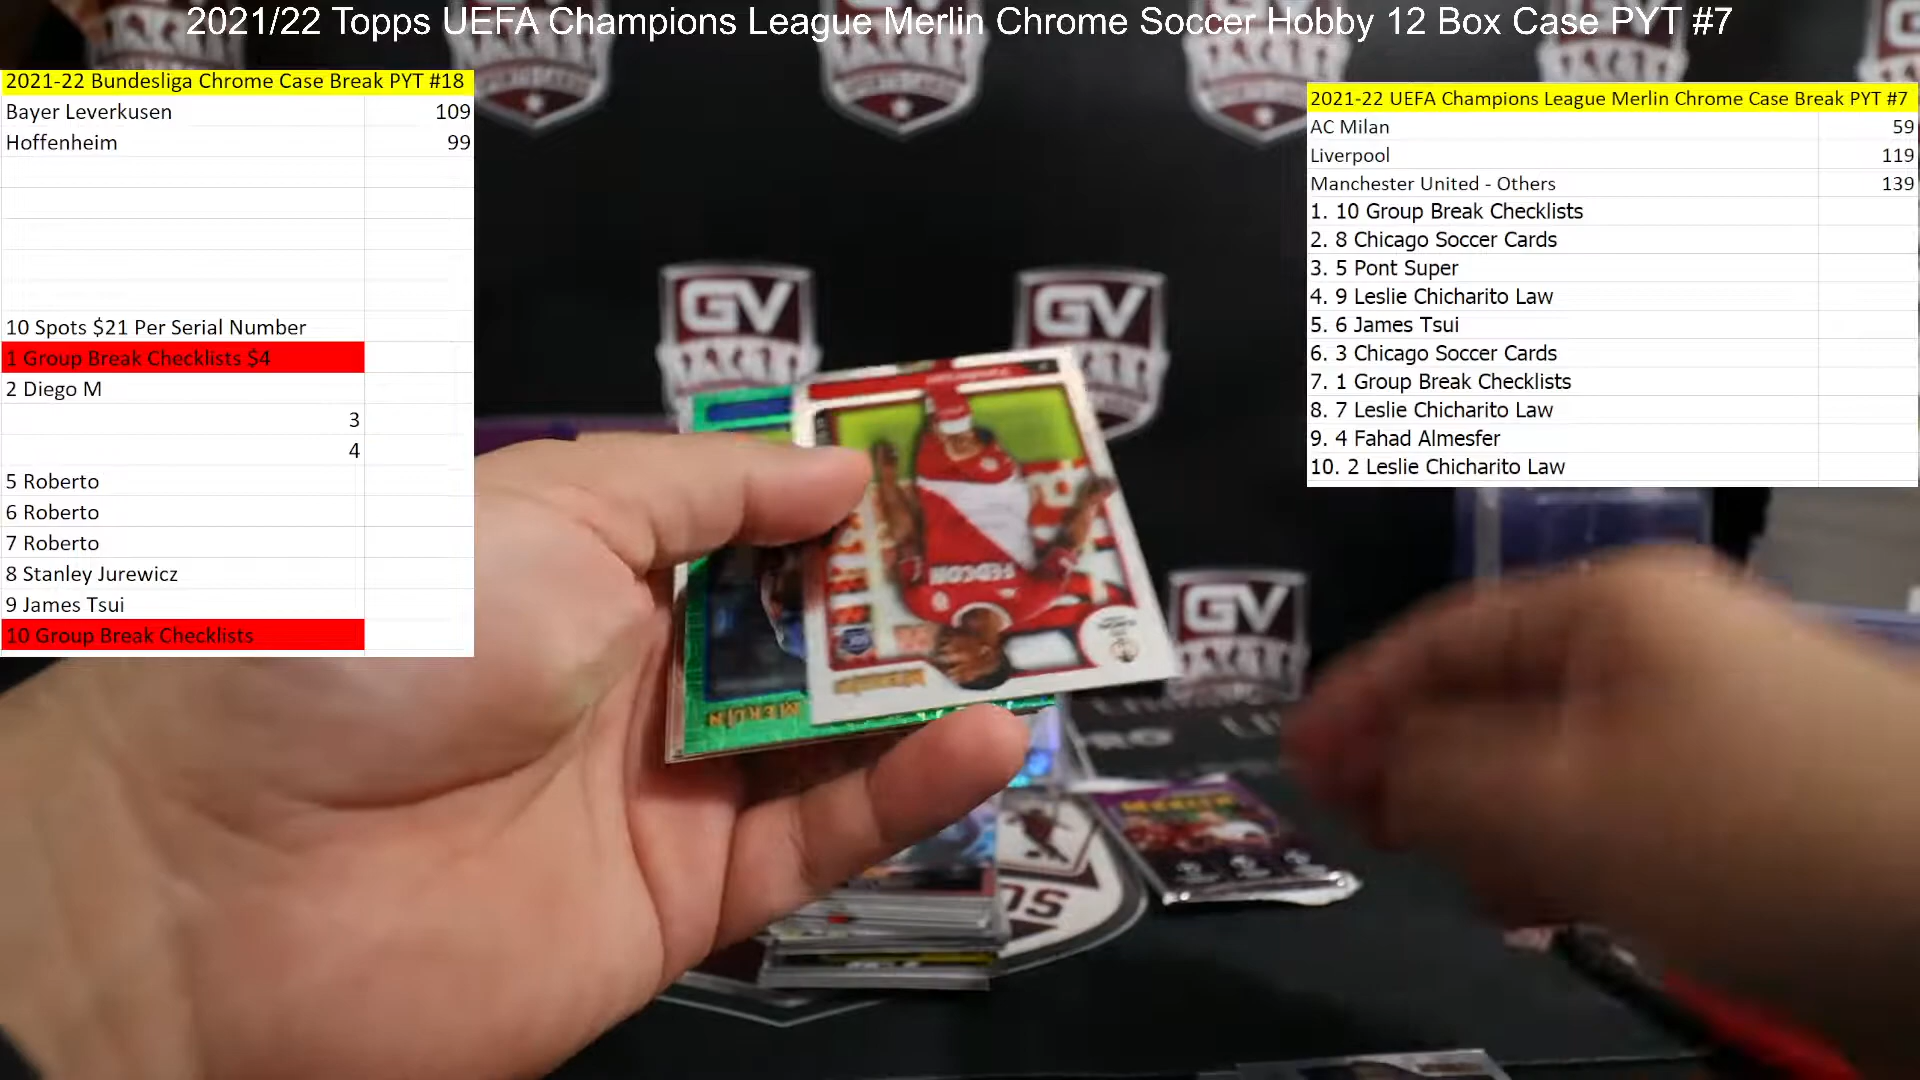 2021/22 Topps UEFA Champions League Merlin Chrome Soccer Hobby 12 Box Case PYT #7
2021-22 Bundesliga Chrome Case Break PYT #18
Bayer Leverkusen 109
Hoffenheim 99
10 Spots $21 Per Serial Number
1 Group Break Checklists $4
2 Diego M
3
4
5 Roberto
6 Roberto
7 Roberto
8 Stanley Jurewicz
9 James Tsui
10 Group Break Checklists
2021-22 UEFA Champions League Merlin Chrome Case Break PYT #7
AC Milan 59
Liverpool 119
Manchester United - Others 139
1. 10 Group Break Checklists
2. 8 Chicago Soccer Cards
3. 5 Pont Super
4. 9 Leslie Chicharito Law
5. 6 James Tsui
6. 3 Chicago Soccer Cards
7. 1 Group Break Checklists
8. 7 Leslie Chicharito Law
9. 4 Fahad Almesfer
10. 2 Leslie Chicharito Law
GV
GV
GV
FEDCOM
MERLIN
MERLIN